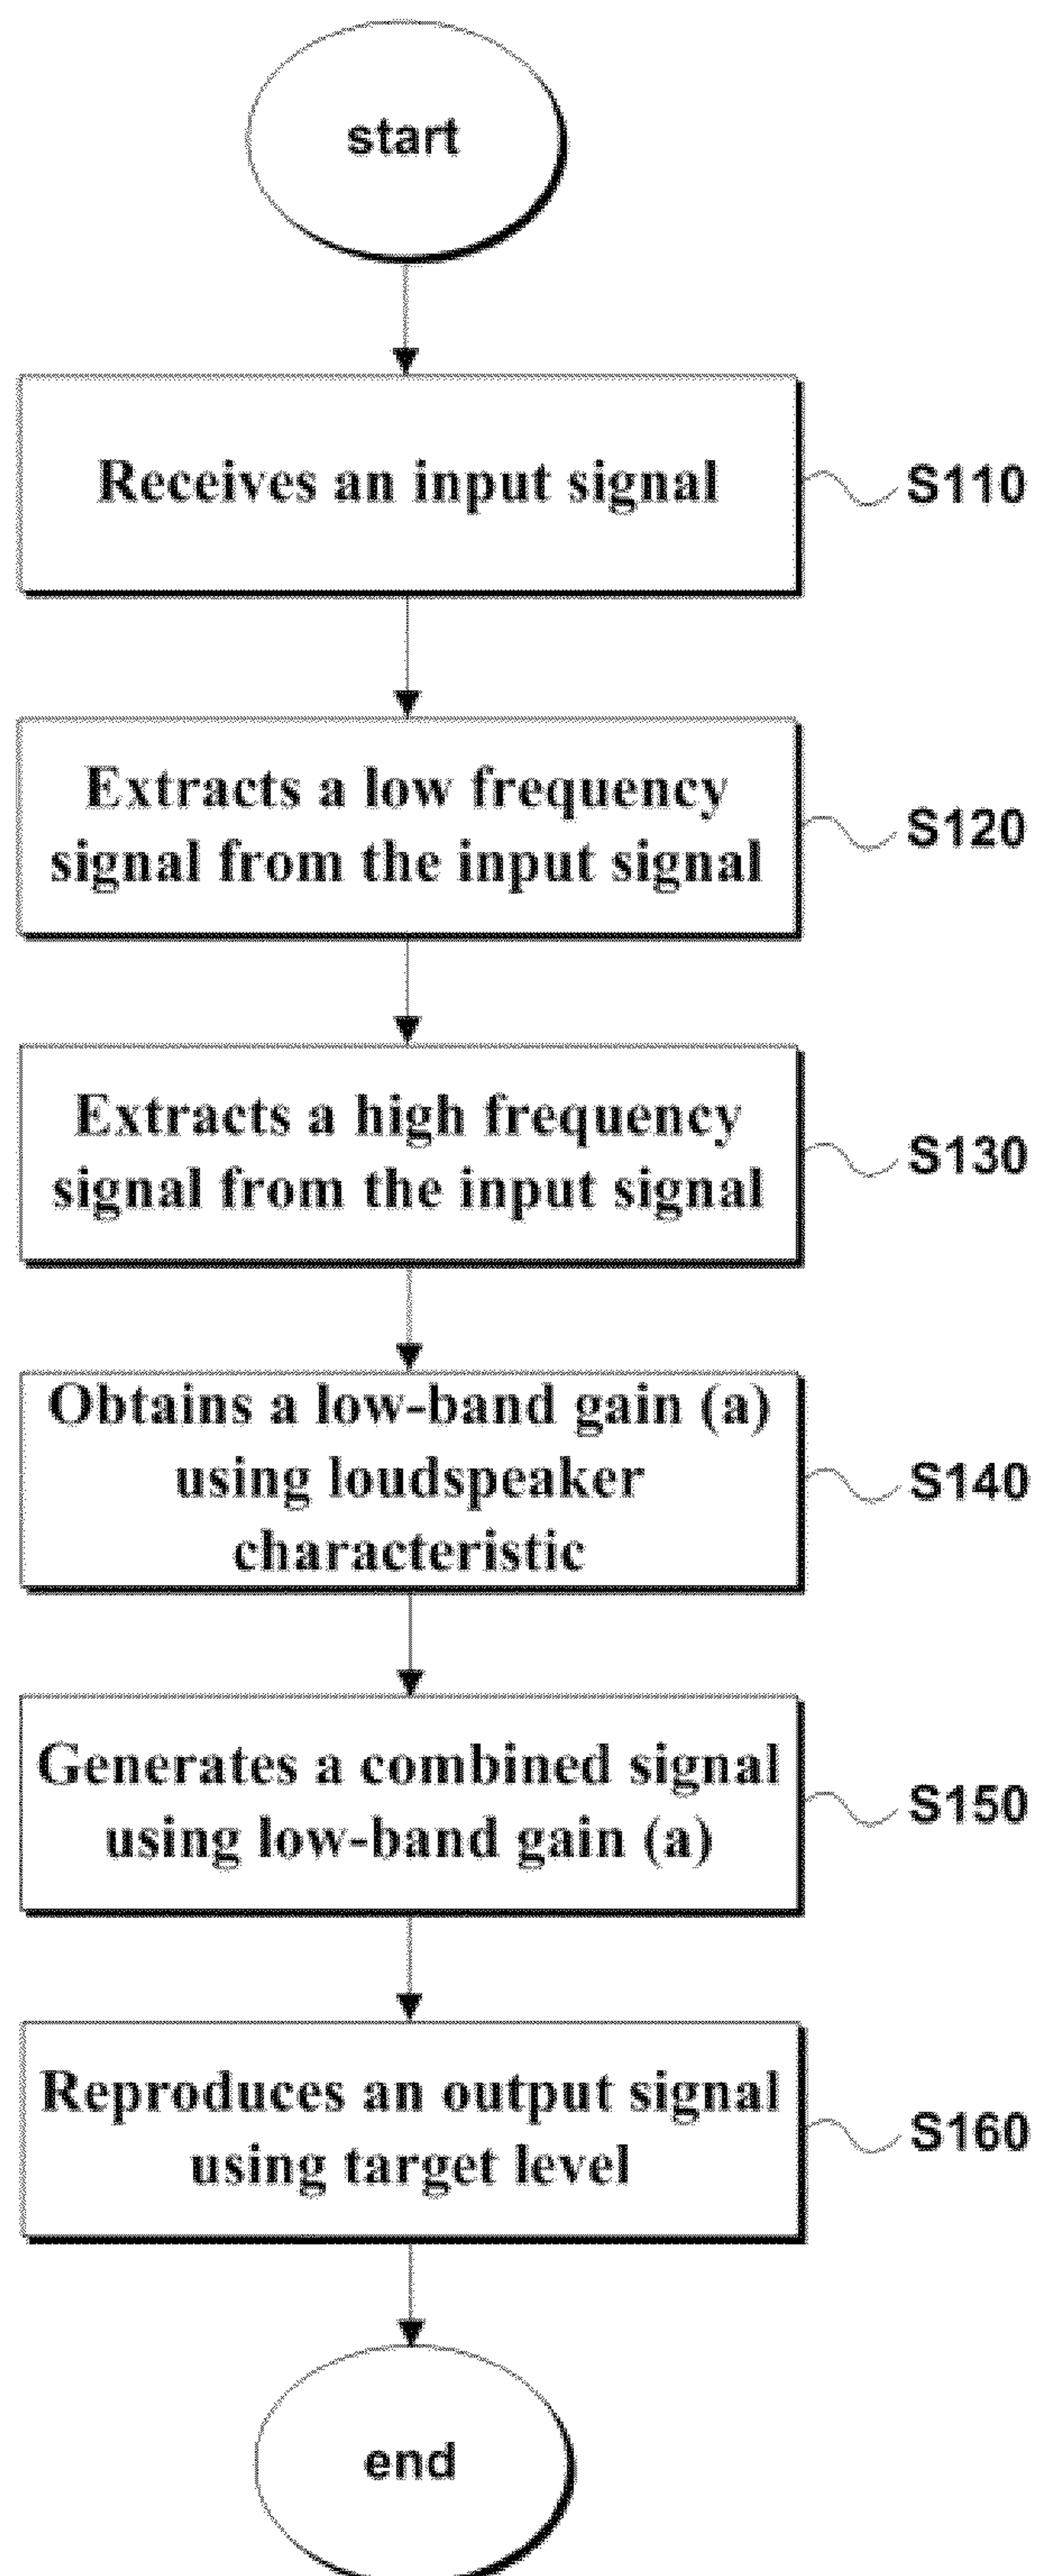 start
Receives an input signal
S110
Extracts a low frequency
signal from the input signal
S120
Extracts a high frequency
signal from the input signal
S130
Obtains a low-band gain (a)
using loudspeaker
characteristic
S140
Generates a combined signal
using low-band gain (a)
S150
Reproduces an output signal
using target level
S160
end